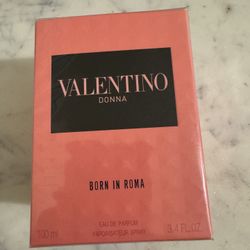 VALENTINO
DONNA
BORN IN ROMA
EAU DE PARFUM
100 ml VAPORISATEUR SPRAY 3.4 FL.OZ.